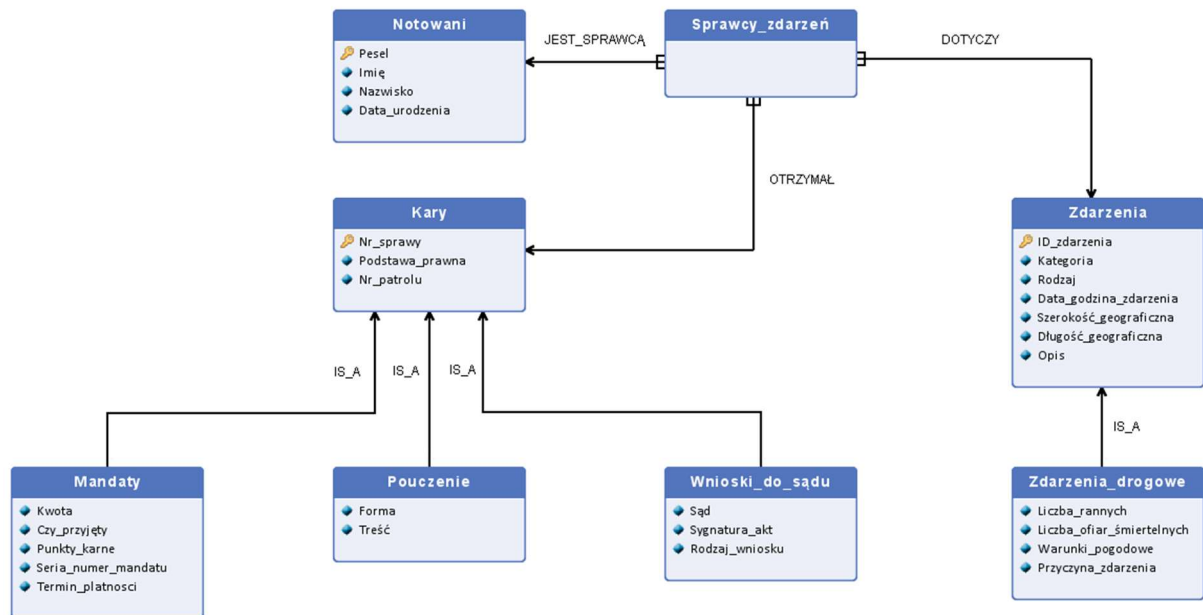 Notowani
Pesel
Imię
Nazwisko
Data_urodzenia
JEST_SPRAWCĄ
Sprawcy_zdarzeń
DOTYCZY
OTRZYMAŁ
Kary
Nr_sprawy
Podstawa_prawna
Nr_patrolu
Zdarzenia
ID_zdarzenia
Kategoria
Rodzaj
Data_godzina_zdarzenia
Szerokość_geograficzna
Długość_geograficzna
Opis
IS_A
IS_A
IS_A
IS_A
Mandaty
Kwota
Czy_przyjęty
Punkty_karne
Seria_numer_mandatu
Termin_platnosci
Pouczenie
Forma
Treść
Wnioski_do_sądu
Sąd
Sygnatura_akt
Rodzaj_wniosku
Zdarzenia_drogowe
Liczba_rannych
Liczba_ofiar_śmiertelnych
Warunki_pogodowe
Przyczyna_zdarzenia